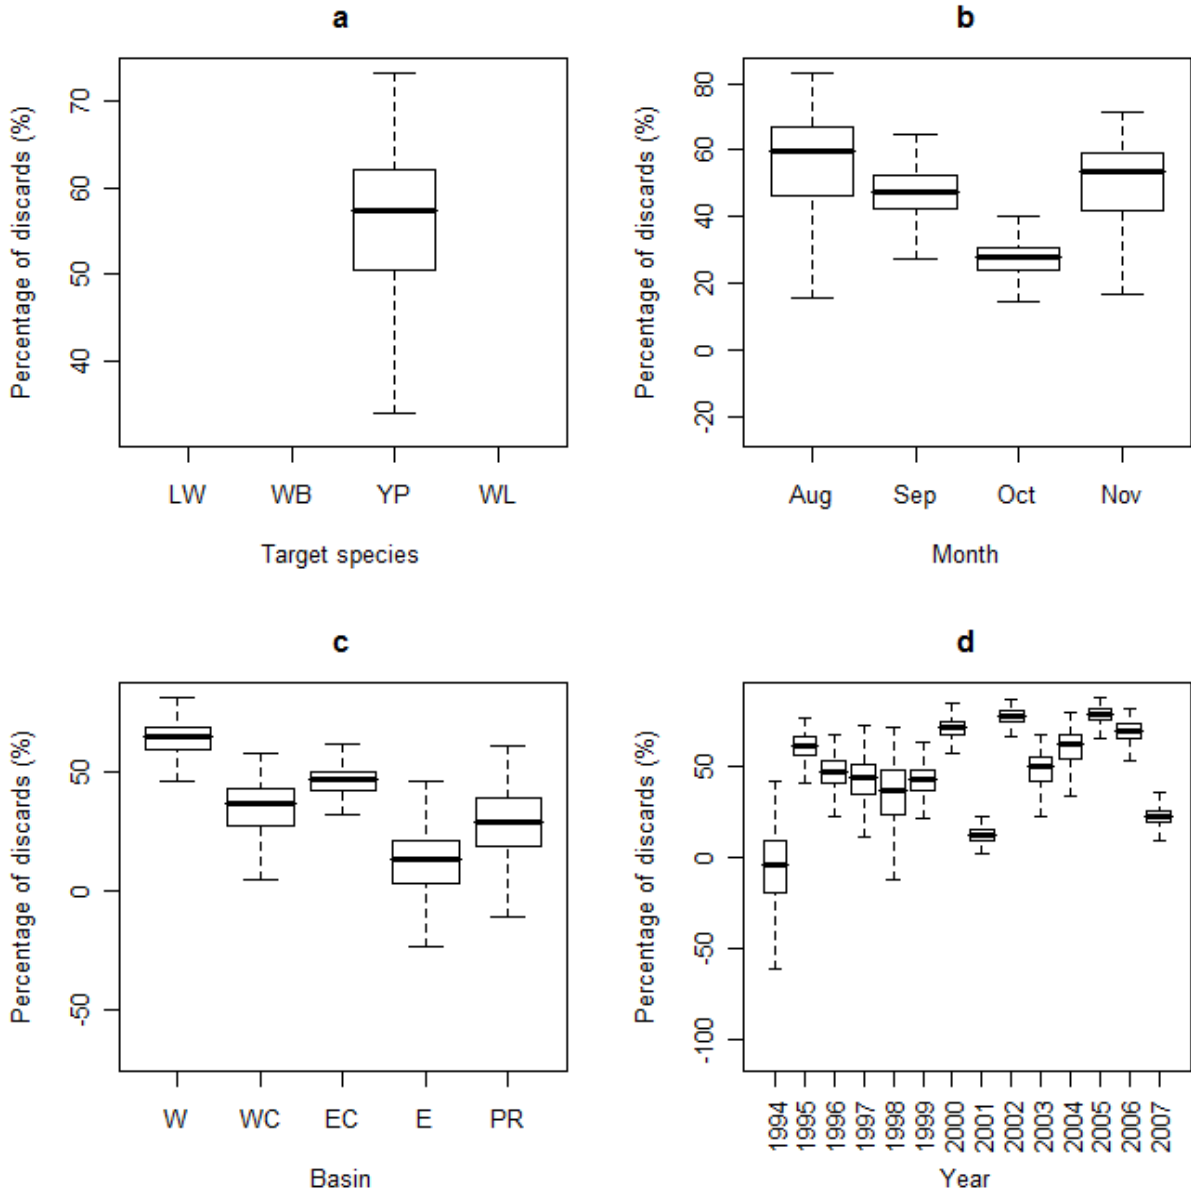 a
Percentage of discards (%)
70
60
50
40
LW WB YP WL
Target species
b
Percentage of discards (%)
80
60
40
20
0
-20
Aug Sep Oct Nov
Month
c
Percentage of discards (%)
50
0
-50
W WC EC E PR
Basin
d
Percentage of discards (%)
50
0
-50
-100
1994 1995 1996 1997 1998 1999 2000 2001 2002 2003 2004 2005 2006 2007
Year